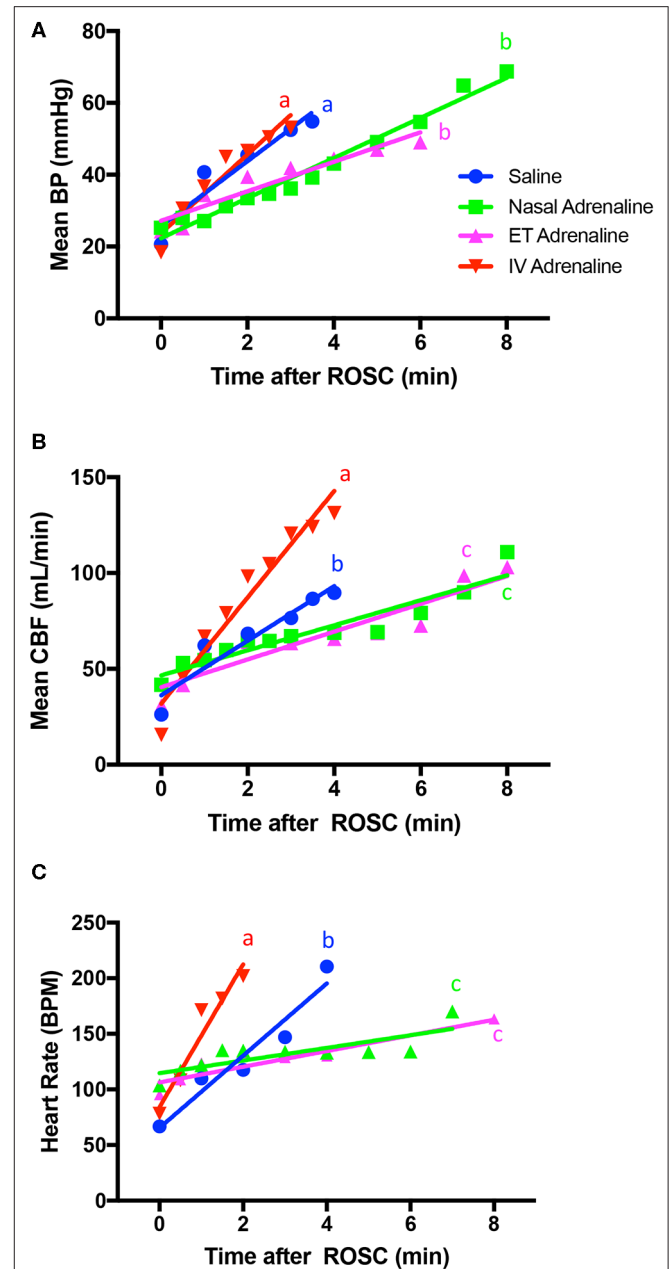 A
80
60
40
20
0
Mean BP (mmHg)
a
a
b
b
Saline
Nasal Adrenaline
ET Adrenaline
IV Adrenaline
0 2 4 6 8
Time after ROSC (min)
B
150
100
50
0
Mean CBF (mL/min)
a
b
c
c
0 2 4 6 8
Time after ROSC (min)
C
250
200
150
100
50
0
Heart Rate (BPM)
a
b
c
c
0 2 4 6 8
Time after ROSC (min)